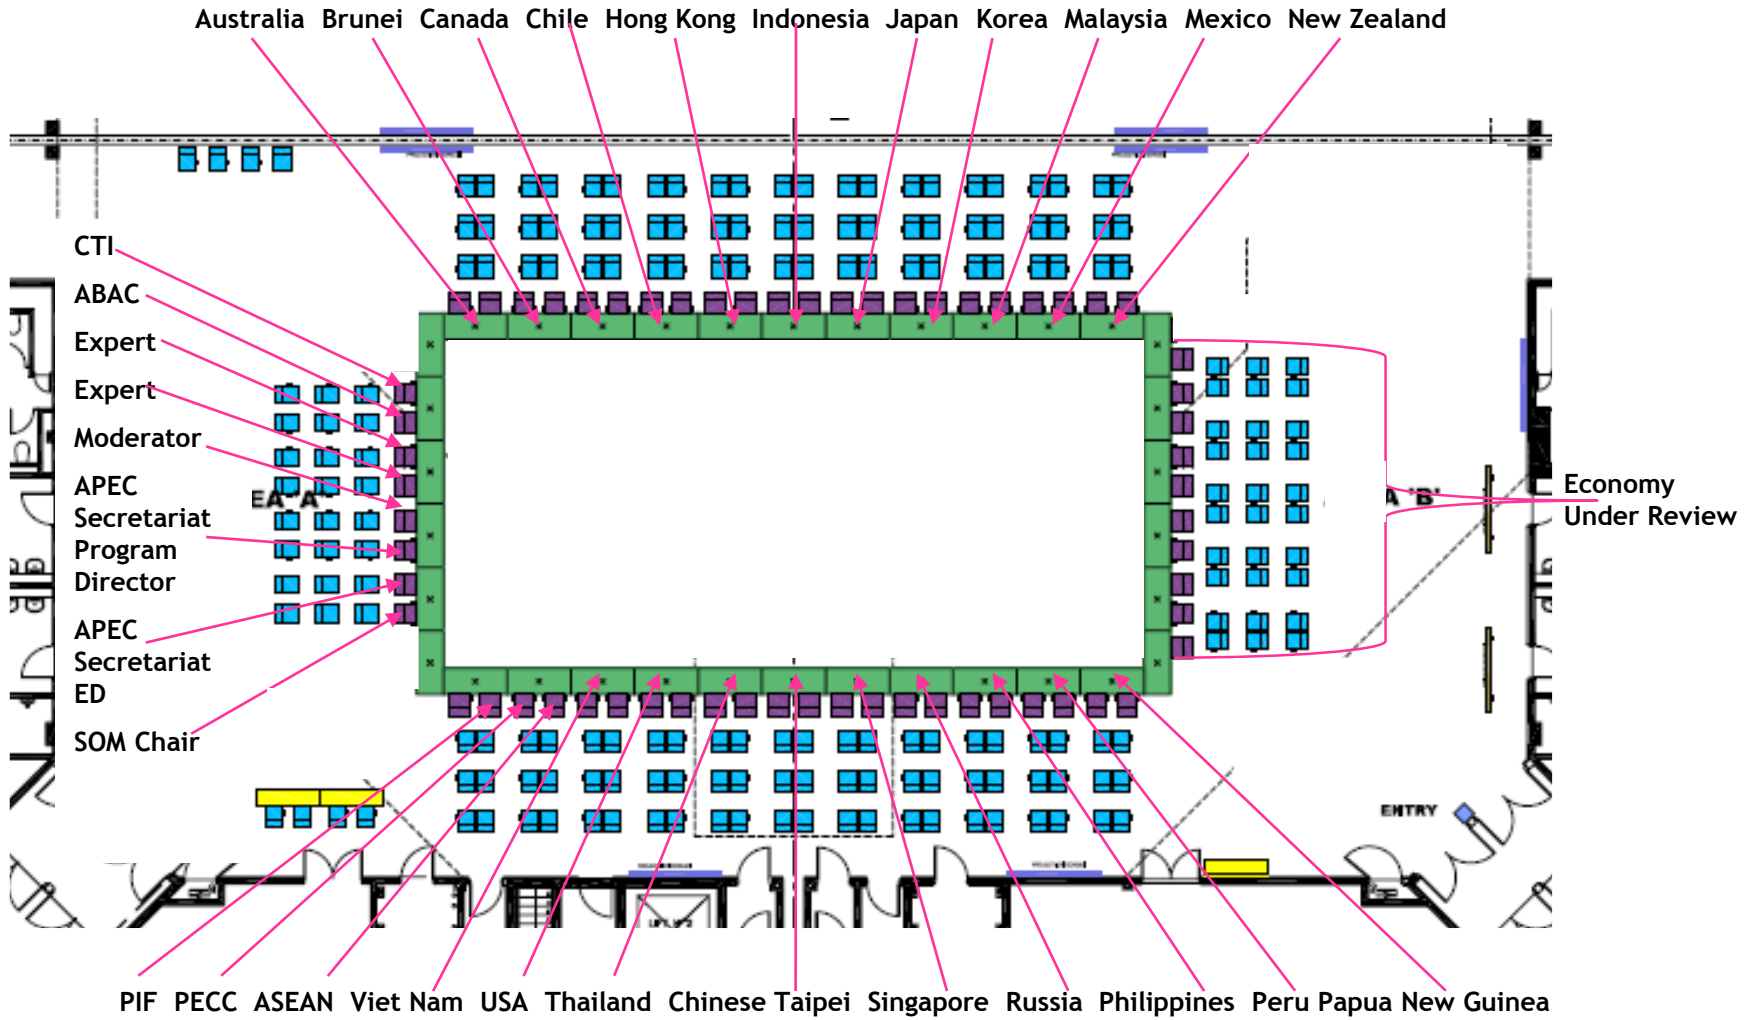 Australia Brunei Canada Chile Hong Kong Indonesia Japan Korea Malaysia Mexico New Zealand
CTI
ABAC
Expert
Expert
Moderator
APEC
Secretariat
Program
Director
APEC
Secretariat
ED
SOM Chair
EA 'A'
A 'B'
Economy
Under Review
ENTRY
PIF PECC ASEAN Viet Nam USA Thailand Chinese Taipei Singapore Russia Philippines Peru Papua New Guinea